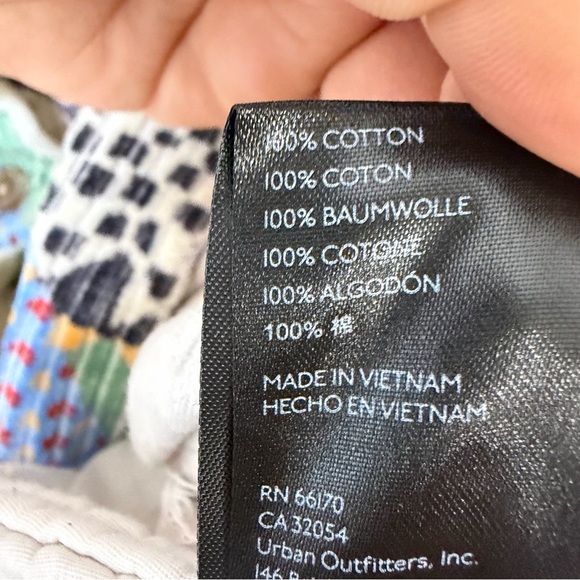 100% COTTON
100% COTON
100% BAUMWOLLE
100% COTONE
100% ALGODÓN
100% 棉
MADE IN VIETNAM
HECHO EN VIETNAM
RN 66170
CA 32054
Urban Outfitters, Inc.
146